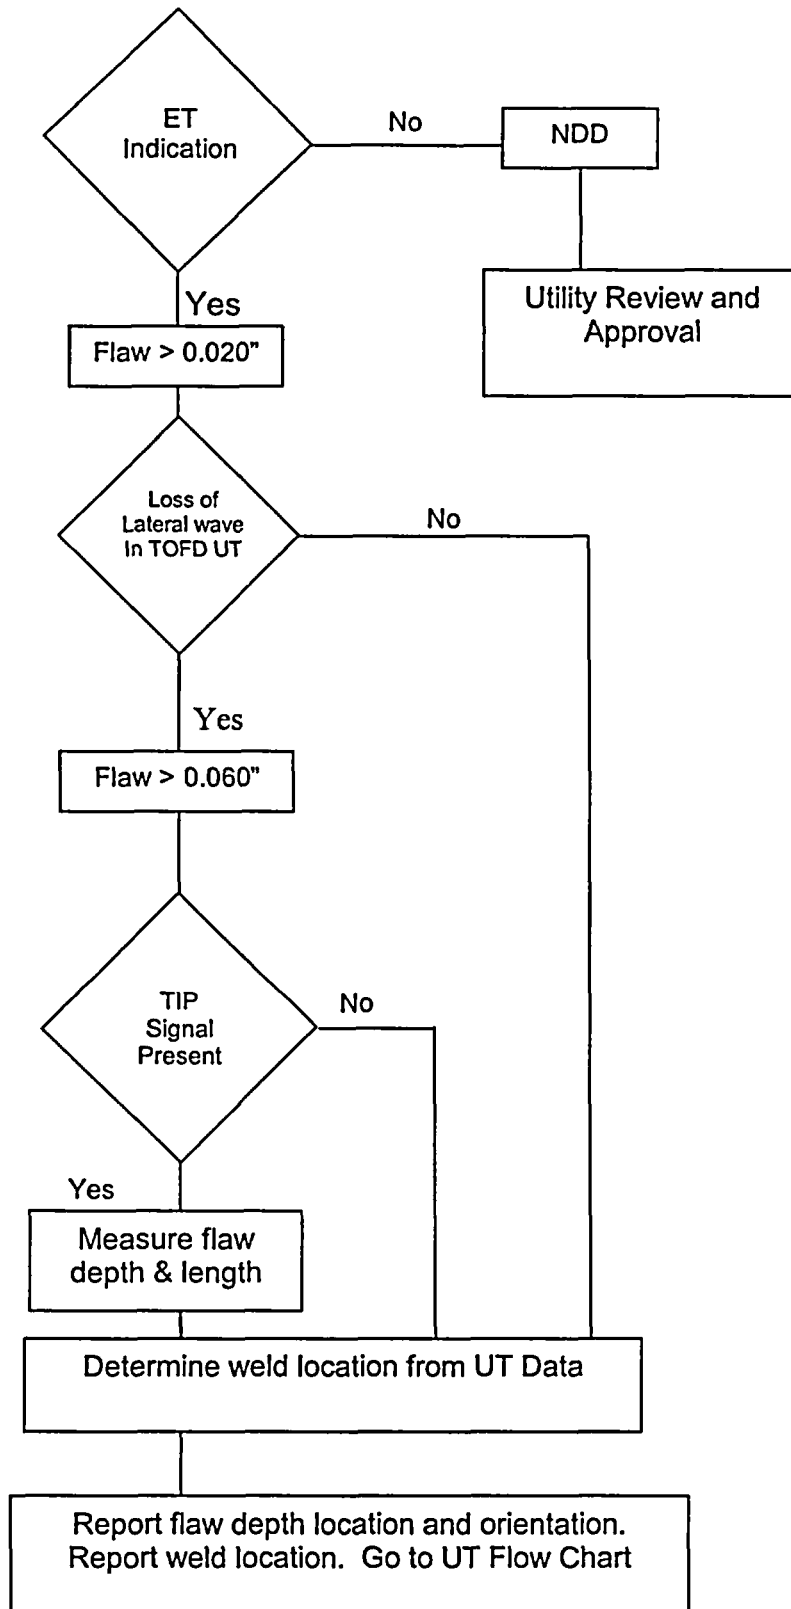 ET
Indication
No
NDD
Utility Review and
Approval
Yes
Flaw > 0.020"
Loss of
Lateral wave
In TOFD UT
No
Yes
Flaw > 0.060"
TIP
Signal
Present
No
Yes
Measure flaw
depth & length
Determine weld location from UT Data
Report flaw depth location and orientation.
Report weld location. Go to UT Flow Chart